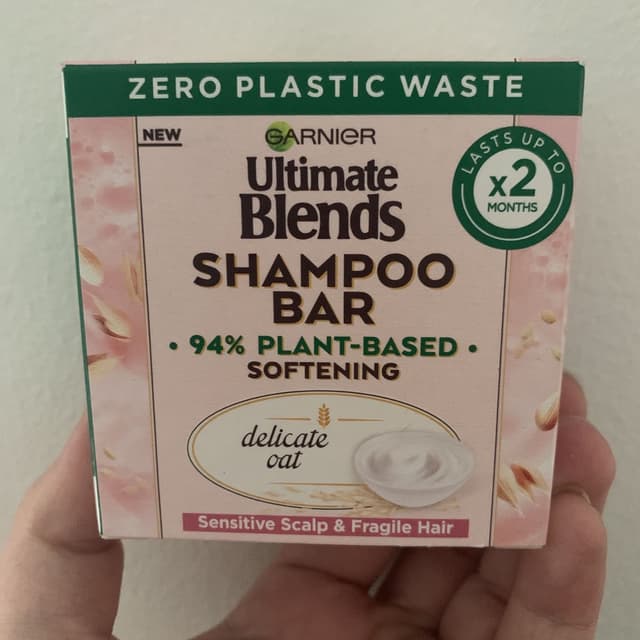 ZERO PLASTIC WASTE
NEW
GARNIER
LASTS UP TO
x2
MONTHS
Ultimate
Blends
SHAMPOO
BAR
• 94% PLANT-BASED •
SOFTENING
delicate
oat
Sensitive Scalp & Fragile Hair